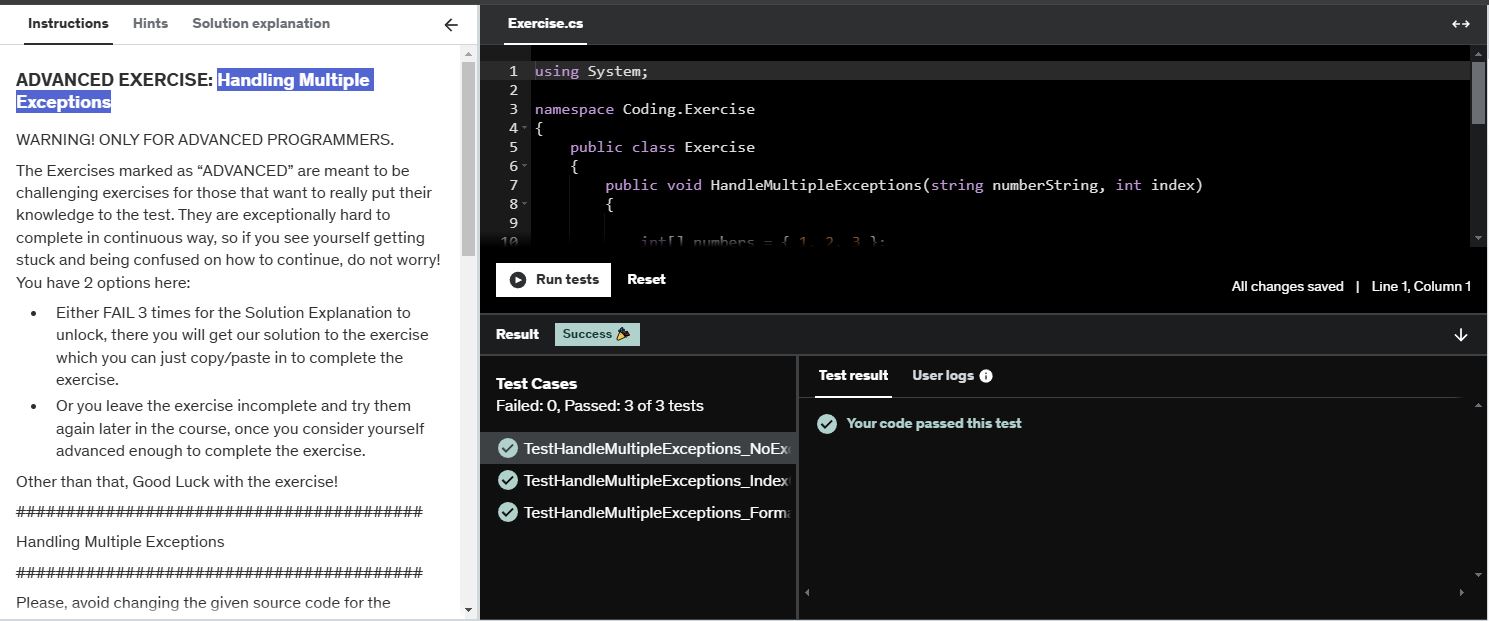 Instructions Hints Solution explanation
ADVANCED EXERCISE: Handling Multiple
Exceptions
WARNING! ONLY FOR ADVANCED PROGRAMMERS.
The Exercises marked as “ADVANCED” are meant to be
challenging exercises for those that want to really put their
knowledge to the test. They are exceptionally hard to
complete in continuous way, so if you see yourself getting
stuck and being confused on how to continue, do not worry!
You have 2 options here:
• Either FAIL 3 times for the Solution Explanation to
unlock, there you will get our solution to the exercise
which you can just copy/paste in to complete the
exercise.
• Or you leave the exercise incomplete and try them
again later in the course, once you consider yourself
advanced enough to complete the exercise.
Other than that, Good Luck with the exercise!
#########################################
Handling Multiple Exceptions
#########################################
Please, avoid changing the given source code for the
Exercise.cs
1 using System;
2
3 namespace Coding.Exercise
4 {
5 public class Exercise
6 {
7 public void HandleMultipleExceptions(string numberString, int index)
8 {
9
10 int[] numbers = { 1, 2, 3 };
Run tests Reset
All changes saved | Line 1, Column 1
Result Success
Test Cases
Failed: 0, Passed: 3 of 3 tests
TestHandleMultipleExceptions_NoExc
TestHandleMultipleExceptions_Index
TestHandleMultipleExceptions_Forma
Test result User logs
Your code passed this test